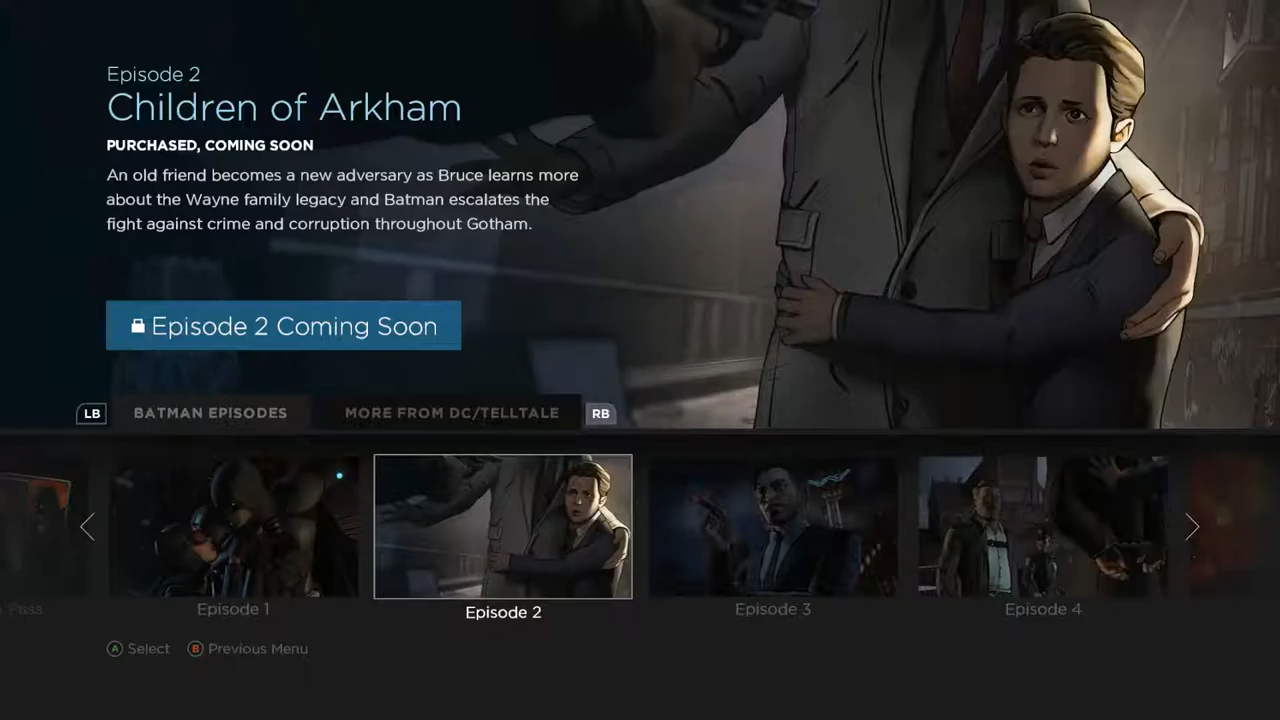 Episode 2
Children of Arkham
PURCHASED, COMING SOON
An old friend becomes a new adversary as Bruce learns more
about the Wayne family legacy and Batman escalates the
fight against crime and corruption throughout Gotham.
Episode 2 Coming Soon
LB BATMAN EPISODES MORE FROM DC/TELLTALE RB
Pass Episode 1 Episode 2 Episode 3 Episode 4
A Select B Previous Menu